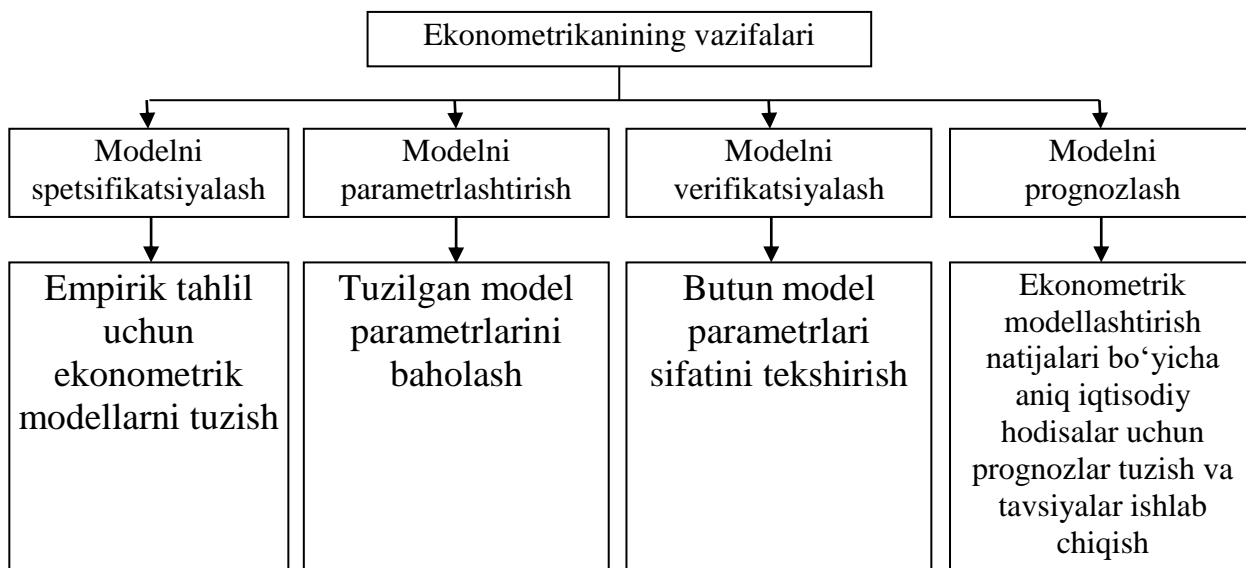 Ekonometrikanining vazifalari
Modelni
spetsifikatsiyalash
Modelni
parametrlashtirish
Modelni
verifikatsiyalash
Modelni
prognozlash
Empirik tahlil
uchun
ekonometrik
modellarni tuzish
Tuzilgan model
parametrlarini
baholash
Butun model
parametrlari
sifatini tekshirish
Ekonometrik
modellashtirish
natijalari bo‘yicha
aniq iqtisodiy
hodisalar uchun
prognozlar tuzish va
tavsiyalar ishlab
chiqish